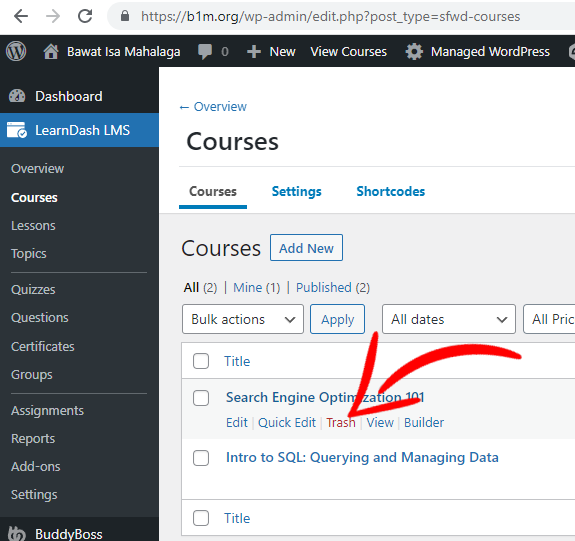 https://b1m.org/wp-admin/edit.php?post_type=sfwd-courses
Bawat Isa Mahalaga 0 New View Courses Managed WordPress
Dashboard
LearnDash LMS
Overview
Courses
Lessons
Topics
Quizzes
Questions
Certificates
Groups
Assignments
Reports
Add-ons
Settings
BuddyBoss
← Overview
Courses
Courses Settings Shortcodes
Courses Add New
All (2) | Mine (1) | Published (2)
Bulk actions Apply All dates All Pric
Title
Search Engine Optimization 101
Edit | Quick Edit | Trash | View | Builder
Intro to SQL: Querying and Managing Data
Title